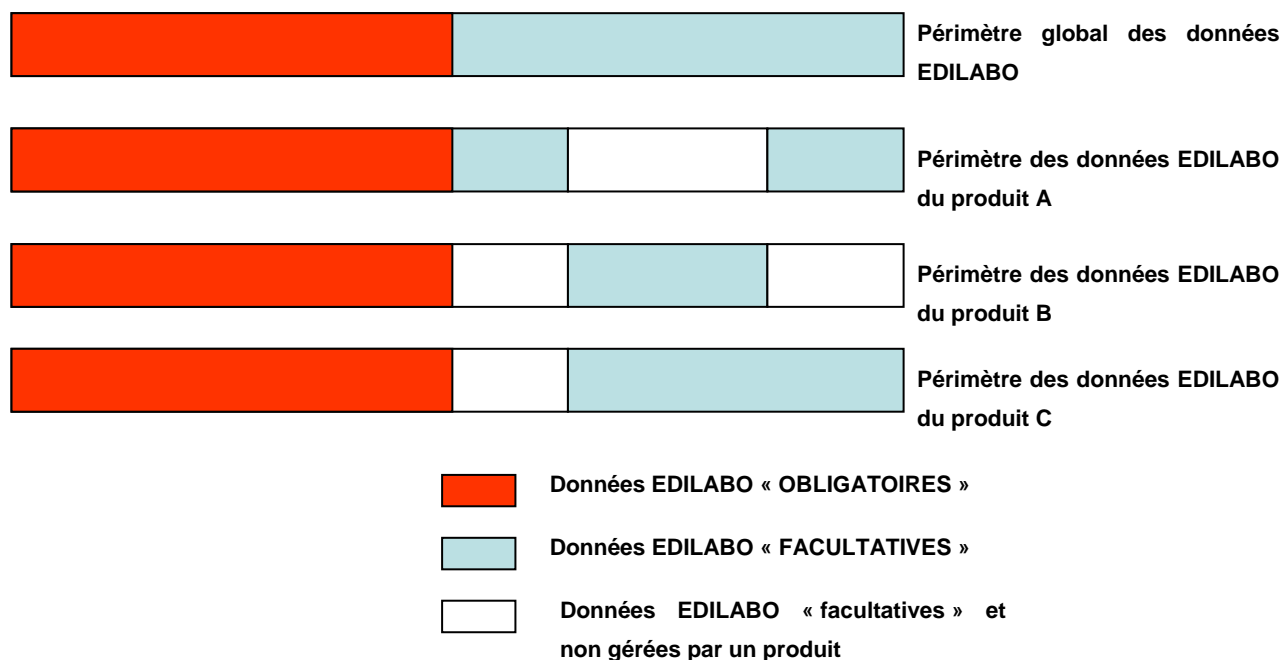 Périmètre global des données
EDILABO
Périmètre des données EDILABO
du produit A
Périmètre des données EDILABO
du produit B
Périmètre des données EDILABO
du produit C
Données EDILABO « OBLIGATOIRES »
Données EDILABO « FACULTATIVES »
Données EDILABO « facultatives » et
non gérées par un produit